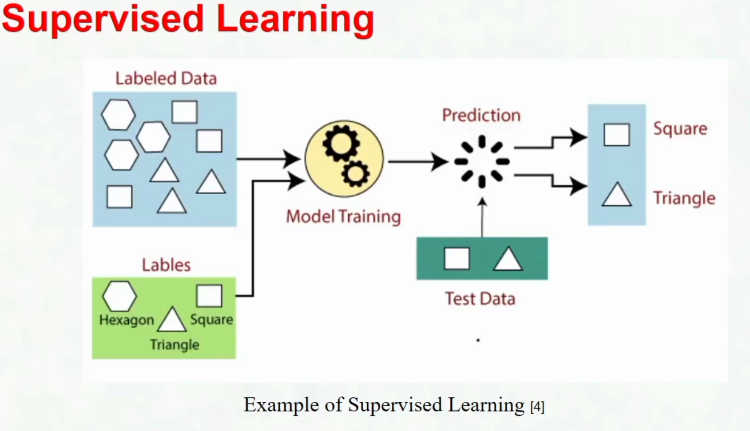 Supervised Learning
Labeled Data
Prediction
Square
Triangle
Model Training
Lables
Hexagon
Square
Triangle
Test Data
Example of Supervised Learning [4]